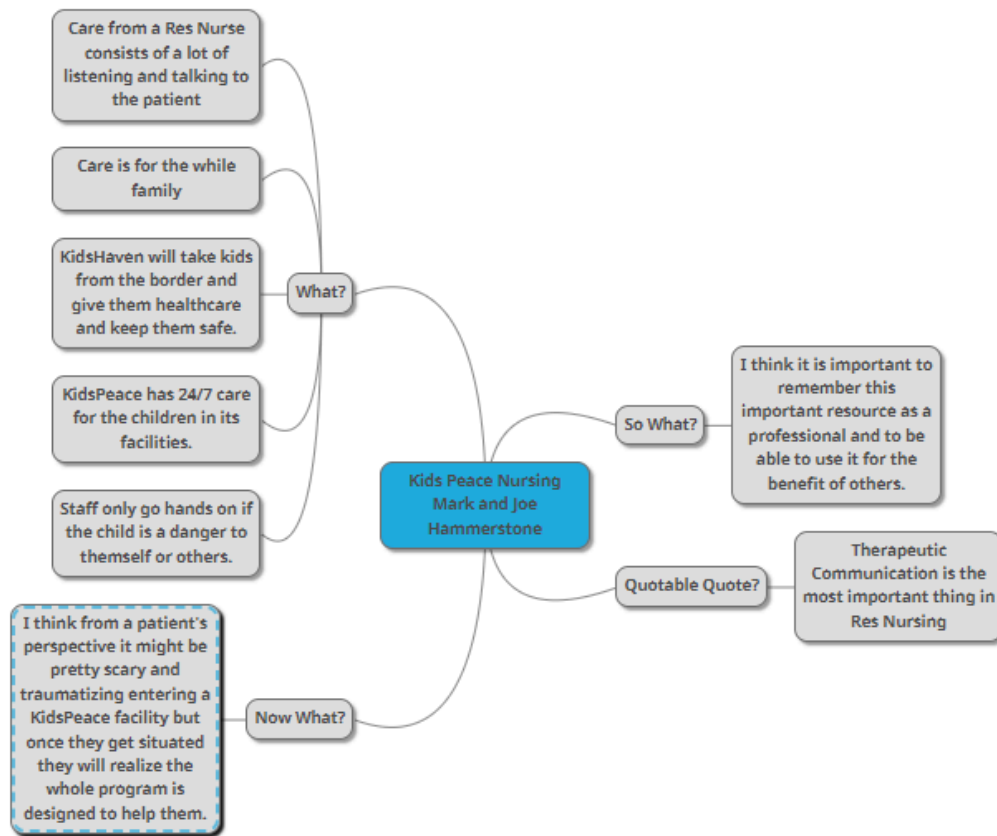 Care from a Res Nurse
consists of a lot of
listening and talking to
the patient
Care is for the while
family
KidsHaven will take kids
from the border and
give them healthcare
and keep them safe.
KidsPeace has 24/7 care
for the children in its
facilities.
Staff only go hands on if
the child is a danger to
themself or others.
What?
I think from a patient's
perspective it might be
pretty scary and
traumatizing entering a
KidsPeace facility but
once they get situated
they will realize the
whole program is
designed to help them.
Now What?
Kids Peace Nursing
Mark and Joe
Hammerstone
So What?
I think it is important to
remember this
important resource as a
professional and to be
able to use it for the
benefit of others.
Quotable Quote?
Therapeutic
Communication is the
most important thing in
Res Nursing